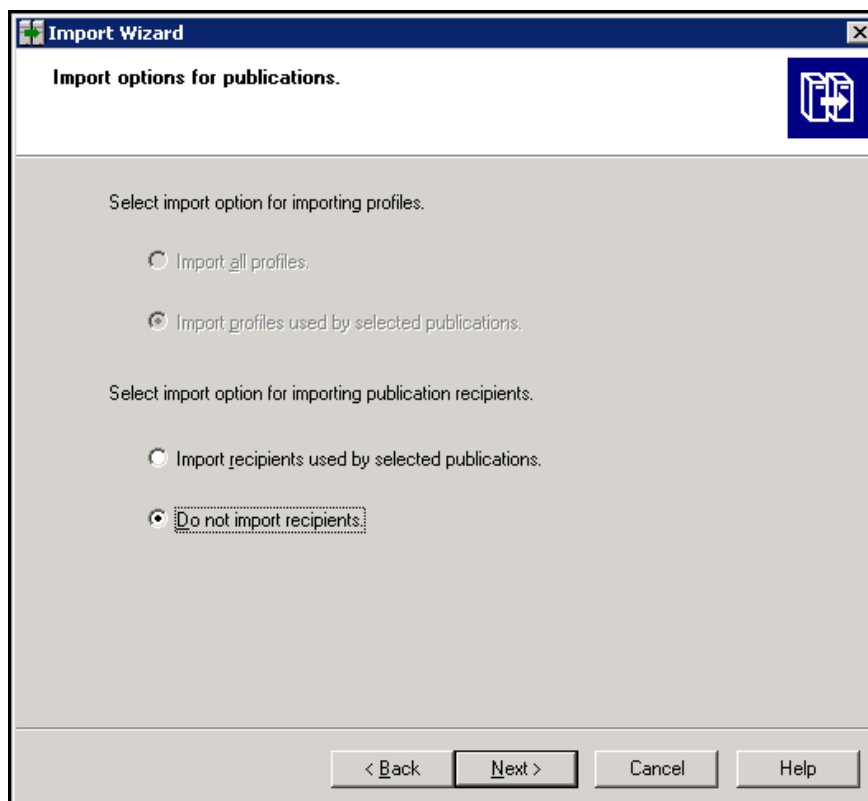 Import Wizard
Import options for publications.
Select import option for importing profiles.
Import all profiles.
Import profiles used by selected publications.
Select import option for importing publication recipients.
Import recipients used by selected publications.
Do not import recipients.
< Back Next > Cancel Help